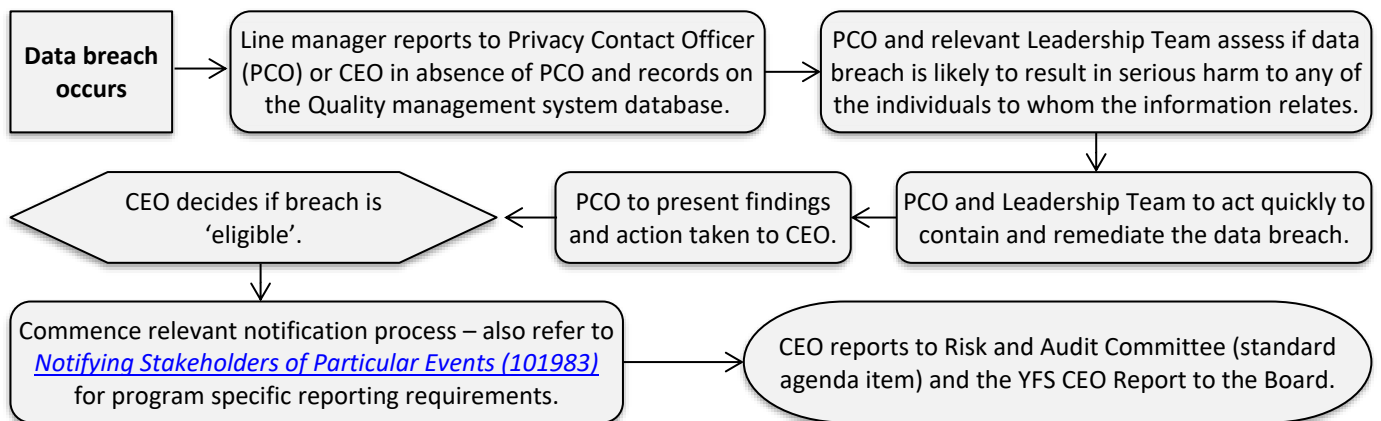 Data breach
occurs
Line manager reports to Privacy Contact Officer
(PCO) or CEO in absence of PCO and records on
the Quality management system database.
PCO and relevant Leadership Team assess if data
breach is likely to result in serious harm to any of
the individuals to whom the information relates.
PCO and Leadership Team to act quickly to
contain and remediate the data breach.
PCO to present findings
and action taken to CEO.
CEO decides if breach is
‘eligible’.
Commence relevant notification process – also refer to
Notifying Stakeholders of Particular Events (101983)
for program specific reporting requirements.
CEO reports to Risk and Audit Committee (standard
agenda item) and the YFS CEO Report to the Board.